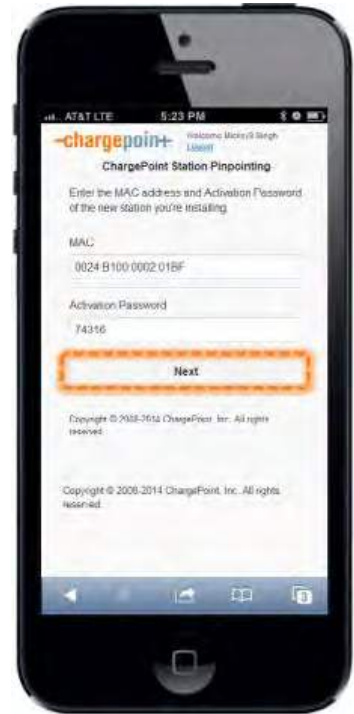 AT&T LTE 5:23 PM
-chargepoin+- Welcome Singh
Logout
ChargePoint Station Pinpointing
Enter the MAC address and Activation Password
of the new station you're installing.
MAC
0024:B100:0002:01BF
Activation Password
74316
Next
Copyright © 2008-2014 ChargePoint, Inc. All rights
reserved.
Copyright © 2008-2014 ChargePoint, Inc. All rights
reserved.
3